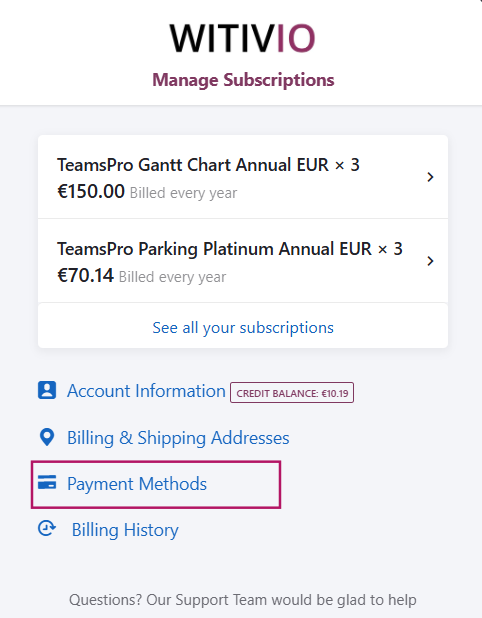 WITIVIO
Manage Subscriptions
TeamsPro Gantt Chart Annual EUR × 3
€150.00 Billed every year
TeamsPro Parking Platinum Annual EUR × 3
€70.14 Billed every year
See all your subscriptions
Account Information CREDIT BALANCE: €10.19
Billing & Shipping Addresses
Payment Methods
Billing History
Questions? Our Support Team would be glad to help